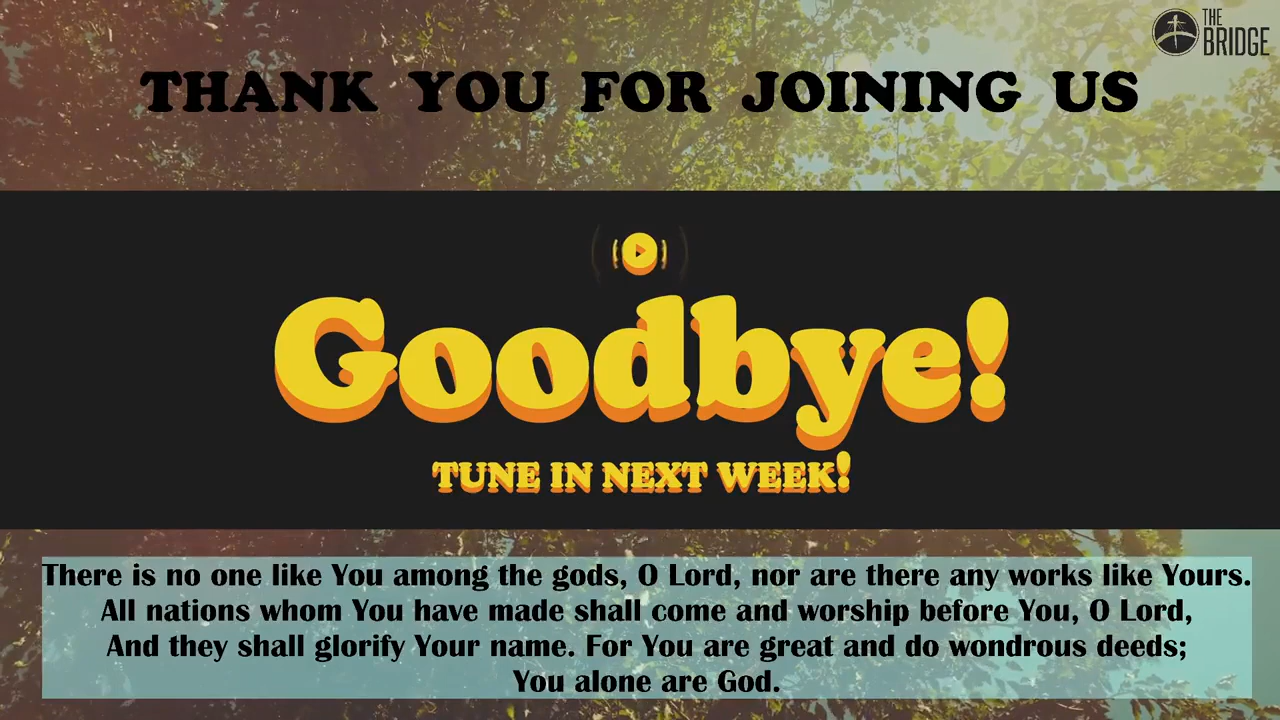 THE
BRIDGE
THANK YOU FOR JOINING US
Goodbye!
TUNE IN NEXT WEEK!
There is no one like You among the gods, O Lord, nor are there any works like Yours.
All nations whom You have made shall come and worship before You, O Lord,
And they shall glorify Your name. For You are great and do wondrous deeds;
You alone are God.